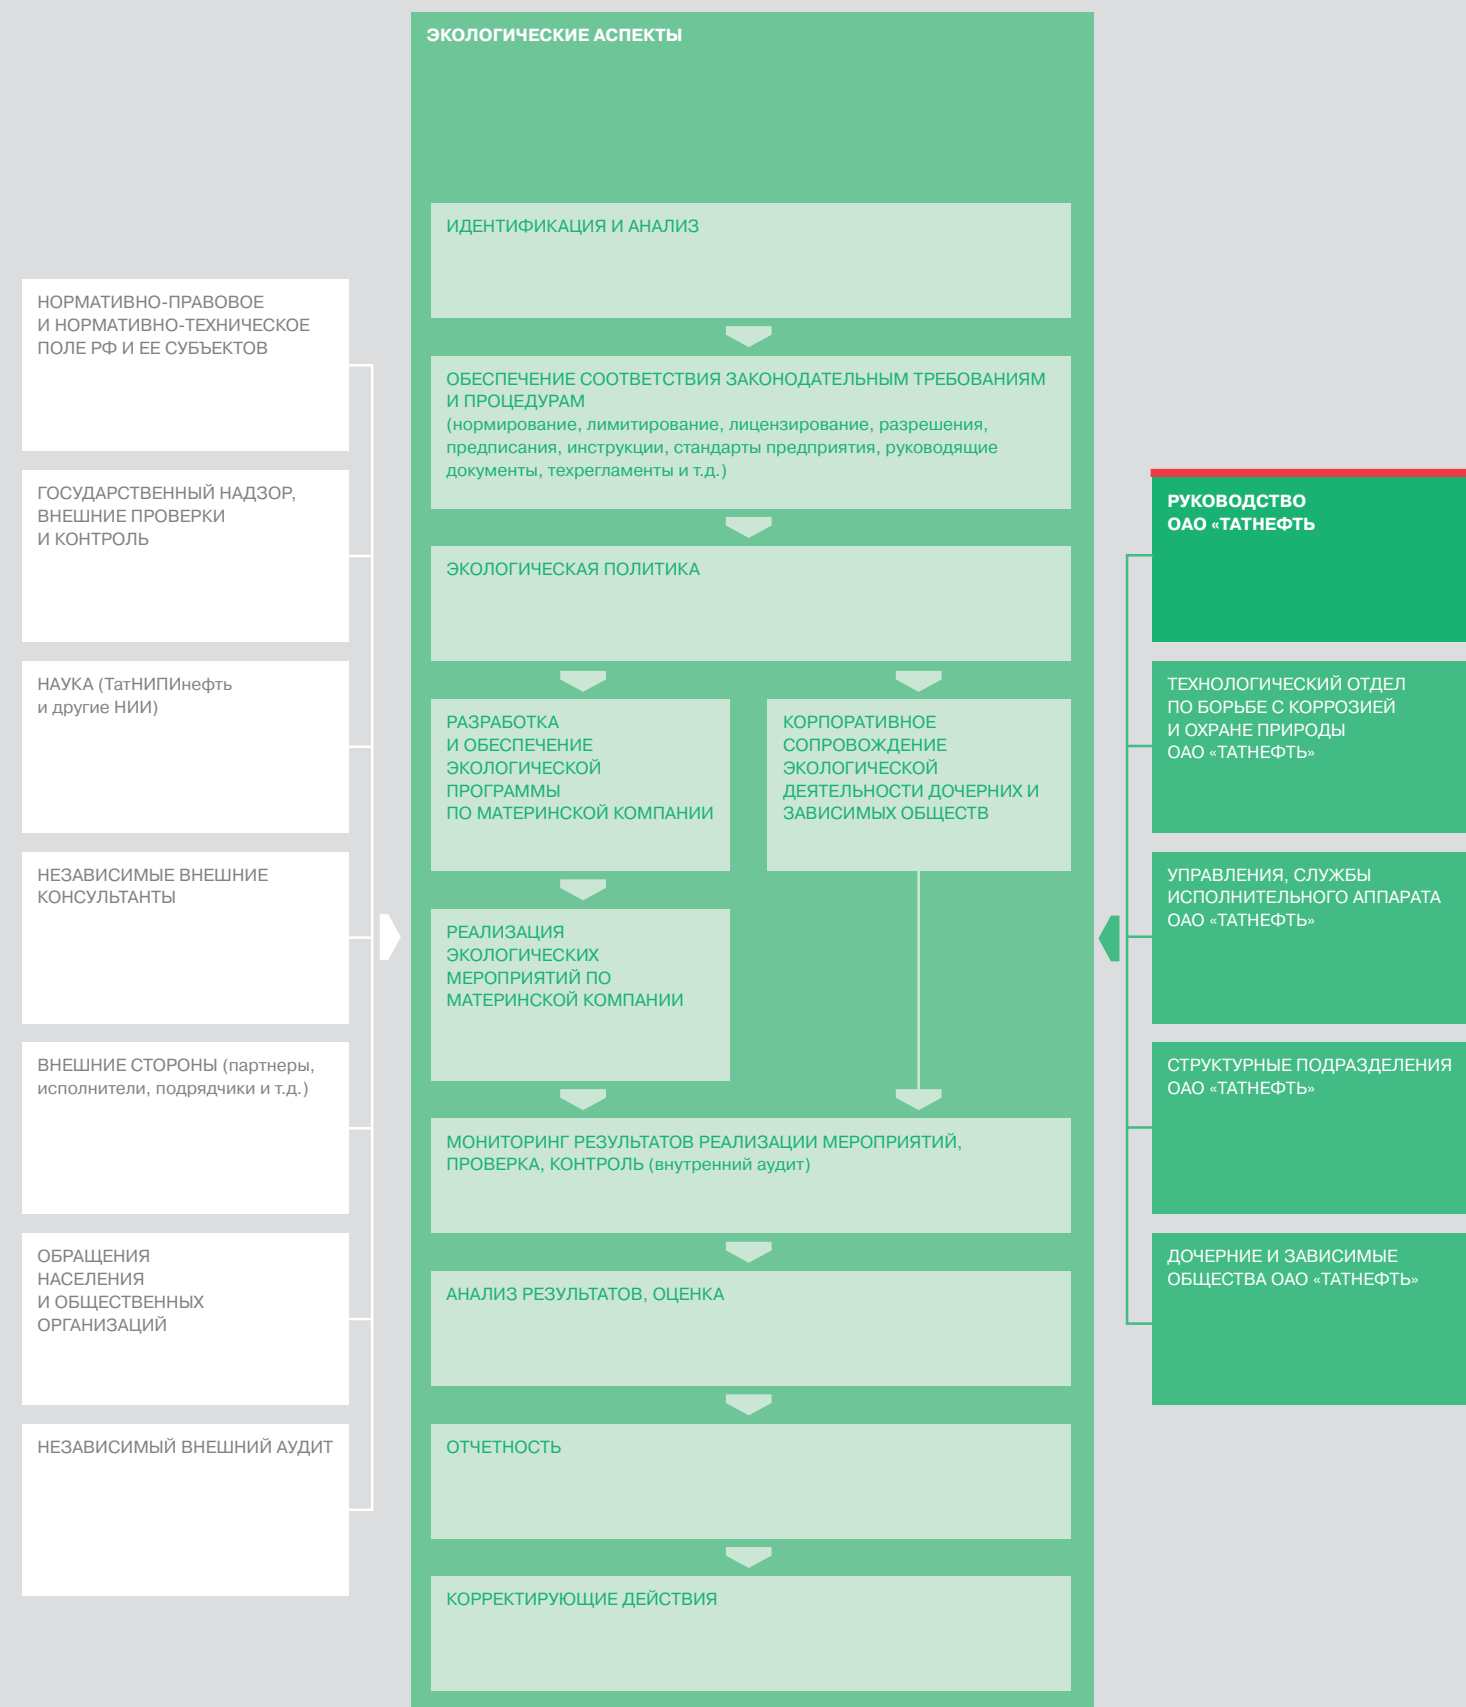 ЭКОЛОГИЧЕСКИЕ АСПЕКТЫ
НОРМАТИВНО-ПРАВОВОЕ
И НОРМАТИВНО-ТЕХНИЧЕСКОЕ
ПОЛЕ РФ И ЕЕ СУБЪЕКТОВ
ГОСУДАРСТВЕННЫЙ НАДЗОР,
ВНЕШНИЕ ПРОВЕРКИ
И КОНТРОЛЬ
НАУКА (ТатНИПИнефть
и другие НИИ)
НЕЗАВИСИМЫЕ ВНЕШНИЕ
КОНСУЛЬТАНТЫ
ВНЕШНИЕ СТОРОНЫ (партнеры,
исполнители, подрядчики и т.д.)
ОБРАЩЕНИЯ
НАСЕЛЕНИЯ
И ОБЩЕСТВЕННЫХ
ОРГАНИЗАЦИЙ
НЕЗАВИСИМЫЙ ВНЕШНИЙ АУДИТ
ИДЕНТИФИКАЦИЯ И АНАЛИЗ
ОБЕСПЕЧЕНИЕ СООТВЕТСТВИЯ ЗАКОНОДАТЕЛЬНЫМ ТРЕБОВАНИЯМ
И ПРОЦЕДУРАМ
(нормирование, лимитирование, лицензирование, разрешения,
предписания, инструкции, стандарты предприятия, руководящие
документы, техрегламенты и т.д.)
ЭКОЛОГИЧЕСКАЯ ПОЛИТИКА
РАЗРАБОТКА
И ОБЕСПЕЧЕНИЕ
ЭКОЛОГИЧЕСКОЙ
ПРОГРАММЫ
ПО МАТЕРИНСКОЙ КОМПАНИИ
КОРПОРАТИВНОЕ
СОПРОВОЖДЕНИЕ
ЭКОЛОГИЧЕСКОЙ
ДЕЯТЕЛЬНОСТИ ДОЧЕРНИХ И
ЗАВИСИМЫХ ОБЩЕСТВ
РЕАЛИЗАЦИЯ
ЭКОЛОГИЧЕСКИХ
МЕРОПРИЯТИЙ ПО
МАТЕРИНСКОЙ КОМПАНИИ
МОНИТОРИНГ РЕЗУЛЬТАТОВ РЕАЛИЗАЦИИ МЕРОПРИЯТИЙ,
ПРОВЕРКА, КОНТРОЛЬ (внутренний аудит)
АНАЛИЗ РЕЗУЛЬТАТОВ, ОЦЕНКА
ОТЧЕТНОСТЬ
КОРРЕКТИРУЮЩИЕ ДЕЙСТВИЯ
РУКОВОДСТВО
ОАО «ТАТНЕФТЬ
ТЕХНОЛОГИЧЕСКИЙ ОТДЕЛ
ПО БОРЬБЕ С КОРРОЗИЕЙ
И ОХРАНЕ ПРИРОДЫ
ОАО «ТАТНЕФТЬ»
УПРАВЛЕНИЯ, СЛУЖБЫ
ИСПОЛНИТЕЛЬНОГО АППАРАТА
ОАО «ТАТНЕФТЬ»
СТРУКТУРНЫЕ ПОДРАЗДЕЛЕНИЯ
ОАО «ТАТНЕФТЬ»
ДОЧЕРНИЕ И ЗАВИСИМЫЕ
ОБЩЕСТВА ОАО «ТАТНЕФТЬ»